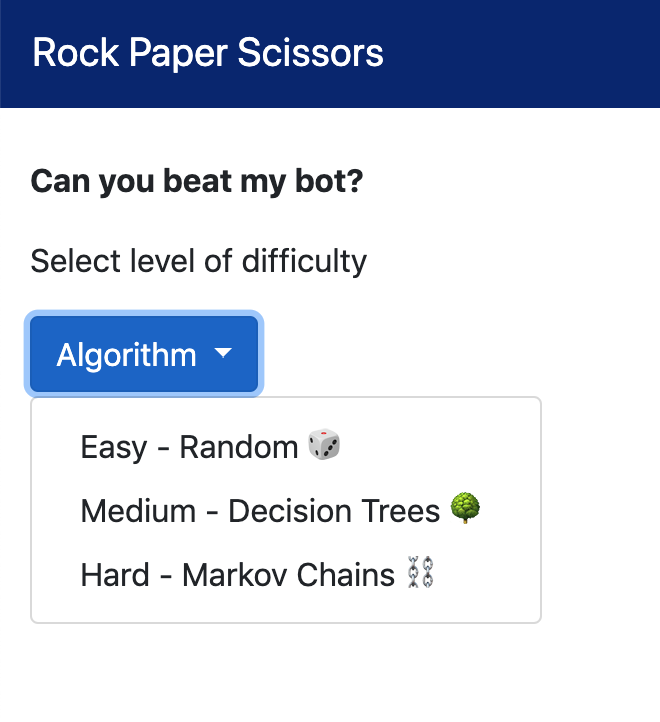 Rock Paper Scissors
Can you beat my bot?
Select level of difficulty
Algorithm
Easy - Random 🎲
Medium - Decision Trees 🌳
Hard - Markov Chains ⛓️